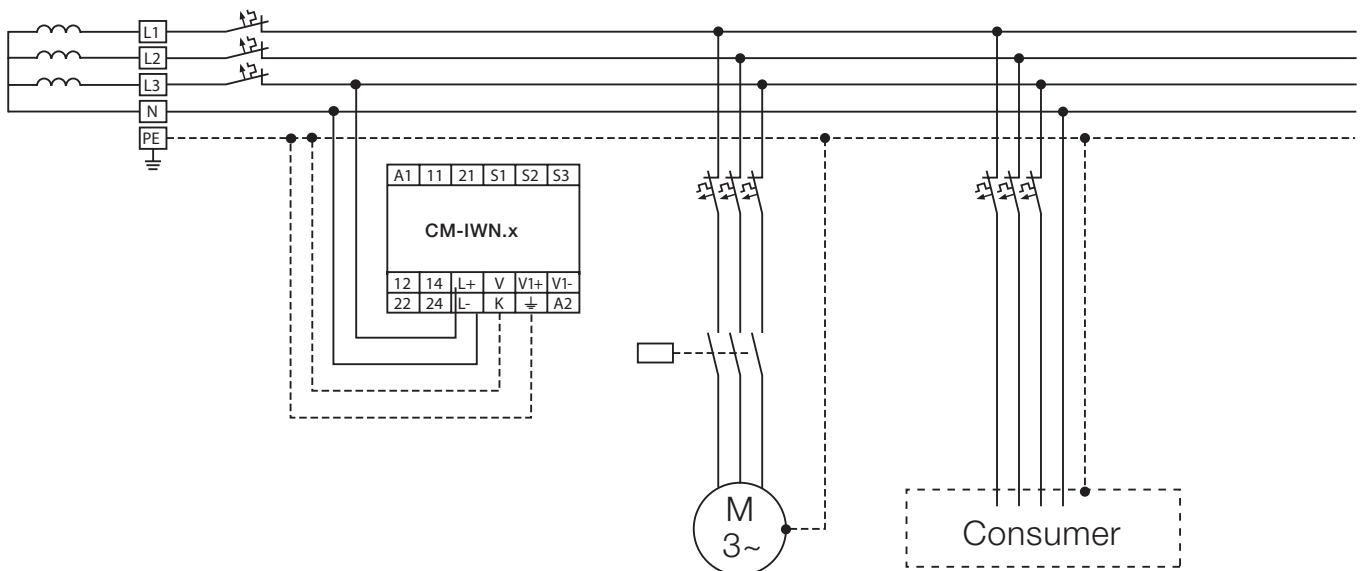 L1
L2
L3
N
PE
A1 11 21 S1 S2 S3
CM-IWN.x
12 14 L+ V V1+ V1-
22 24 L- K ⏚ A2
M
3~
Consumer